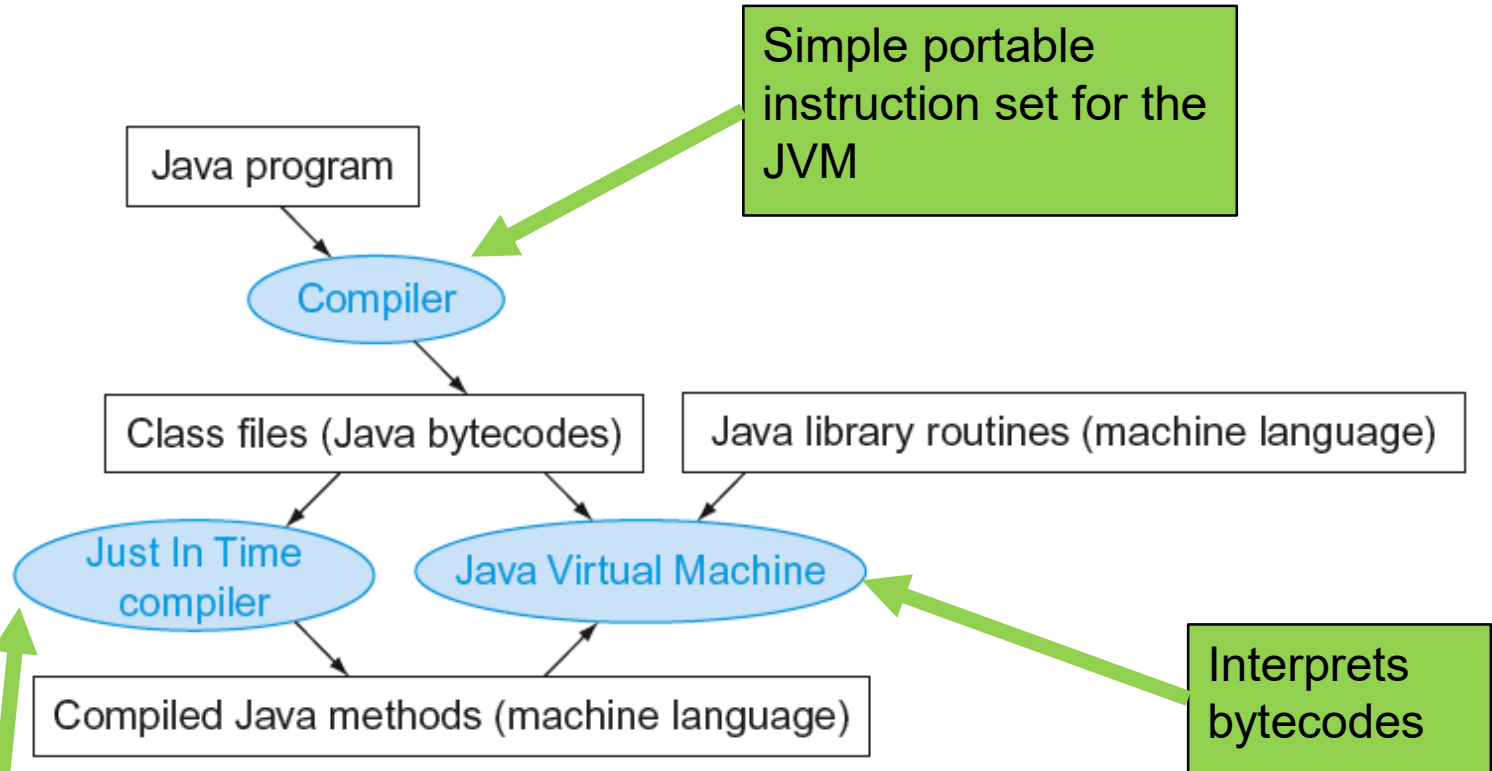 Simple portable
instruction set for the
JVM
Java program
Compiler
Class files (Java bytecodes)
Java library routines (machine language)
Just In Time
compiler
Java Virtual Machine
Interprets
bytecodes
Compiled Java methods (machine language)